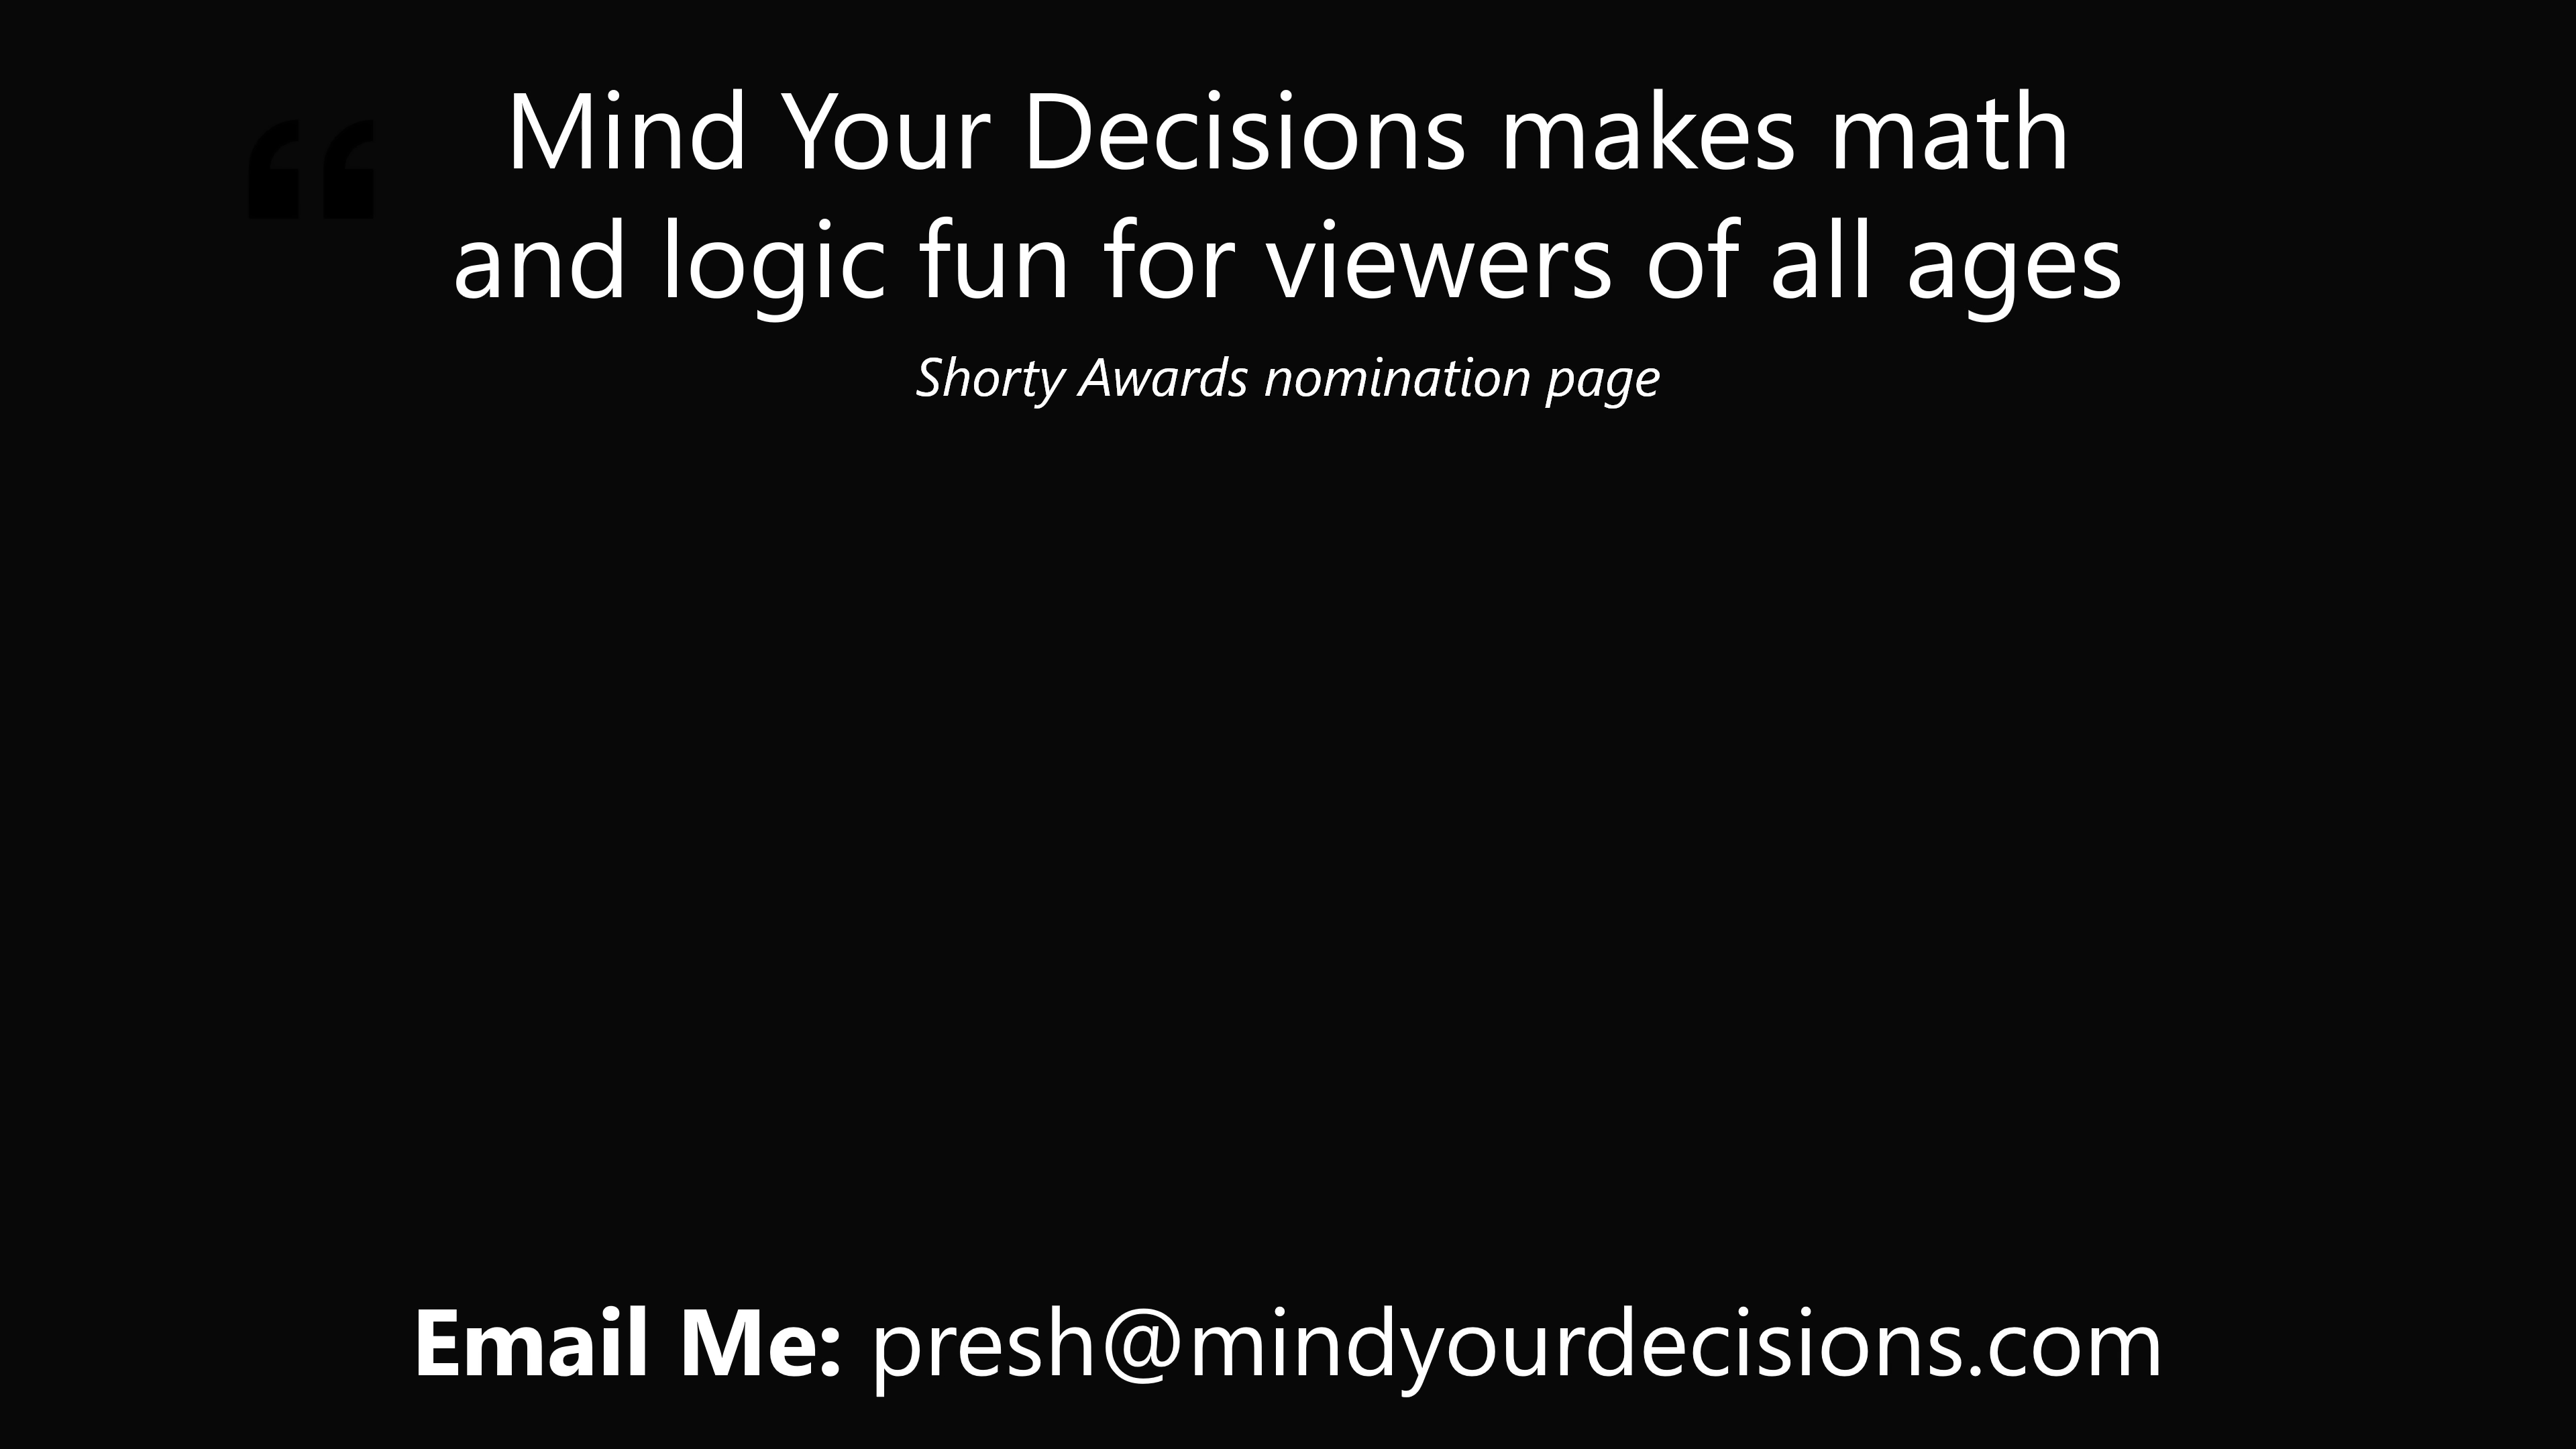 “
Mind Your Decisions makes math
and logic fun for viewers of all ages
Shorty Awards nomination page
Email Me: presh@mindyourdecisions.com